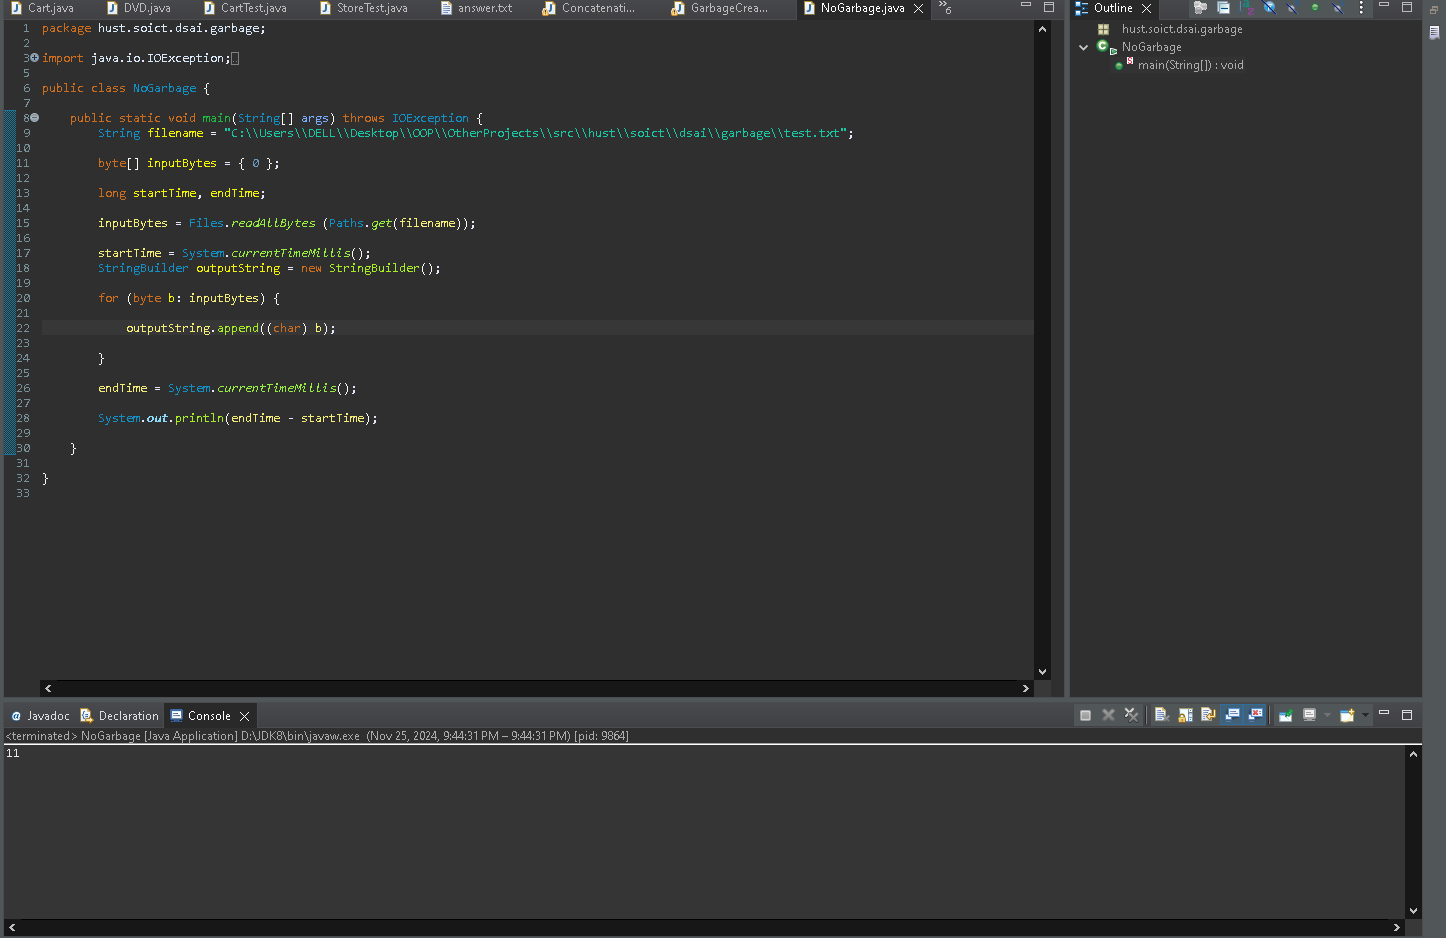 Cart.java DVD.java CartTest.java StoreTest.java answer.txt Concatenati... GarbageCrea... NoGarbage.java »6
Outline
hust.soict.dsai.garbage
NoGarbage
main(String[]) : void
1 package hust.soict.dsai.garbage;
2
3 import java.io.IOException;
5
6 public class NoGarbage {
7
8 public static void main(String[] args) throws IOException {
9 String filename = "C:\\Users\\DELL\\Desktop\\OOP\\OtherProjects\\src\\hust\\soict\\dsai\\garbage\\test.txt";
10
11 byte[] inputBytes = { 0 };
12
13 long startTime, endTime;
14
15 inputBytes = Files.readAllBytes (Paths.get(filename));
16
17 startTime = System.currentTimeMillis();
18 StringBuilder outputString = new StringBuilder();
19
20 for (byte b: inputBytes) {
21
22 outputString.append((char) b);
23
24 }
25
26 endTime = System.currentTimeMillis();
27
28 System.out.println(endTime - startTime);
29
30 }
31
32 }
33
@ Javadoc Declaration Console
<terminated> NoGarbage [Java Application] D:\JDK8\bin\javaw.exe (Nov 25, 2024, 9:44:31 PM – 9:44:31 PM) [pid: 9864]
11